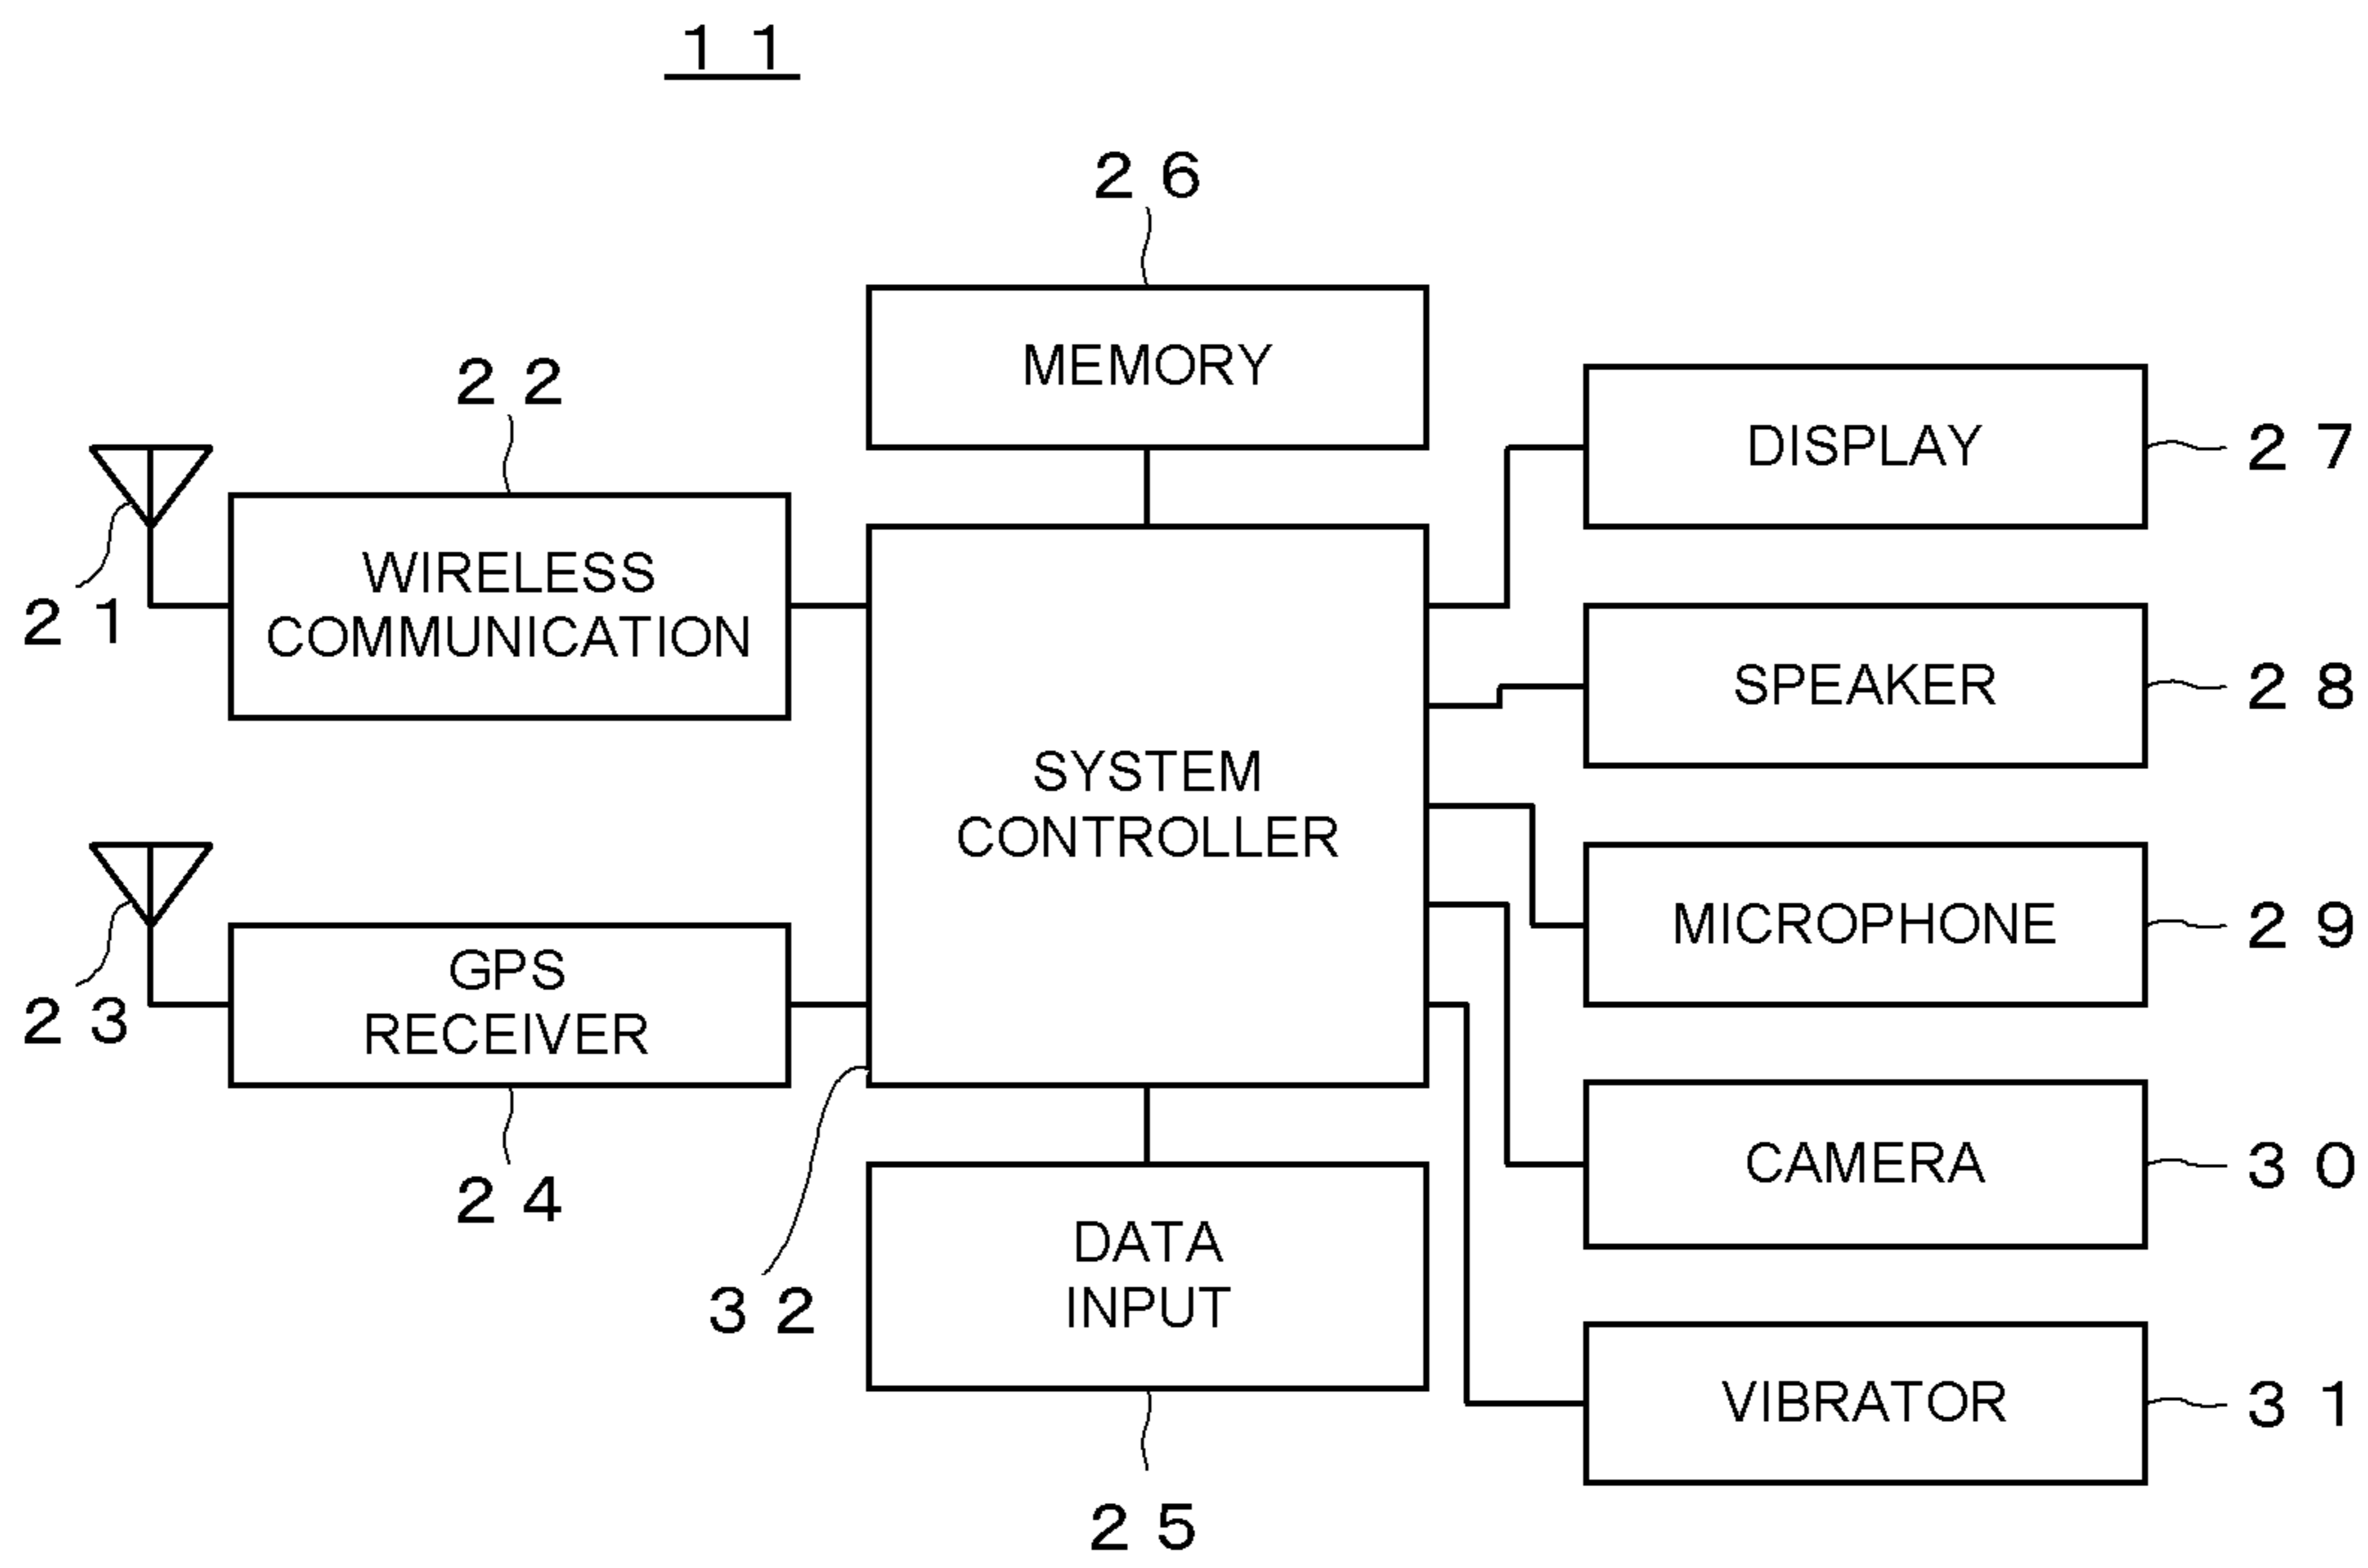 11
26
MEMORY
22
DISPLAY
27
WIRELESS
COMMUNICATION
21
SPEAKER
28
SYSTEM
CONTROLLER
MICROPHONE
29
GPS
RECEIVER
23
24
CAMERA
30
DATA
INPUT
32
VIBRATOR
31
25